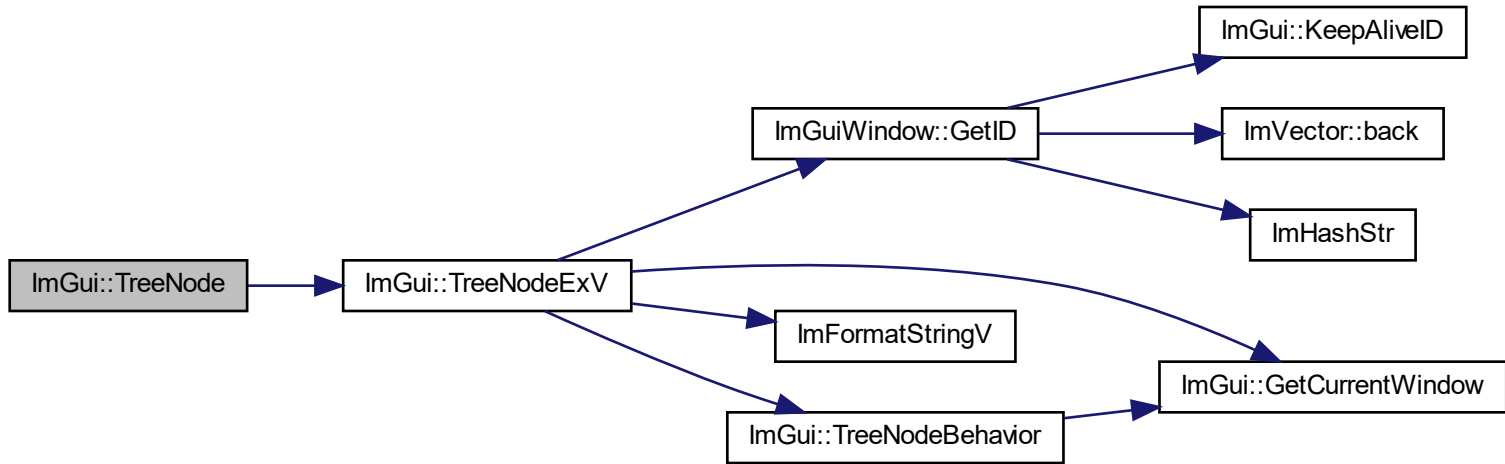 ImGui::KeepAliveID
ImGuiWindow::GetID
ImVector::back
ImHashStr
ImGui::TreeNode
ImGui::TreeNodeExV
ImFormatStringV
ImGui::GetCurrentWindow
ImGui::TreeNodeBehavior